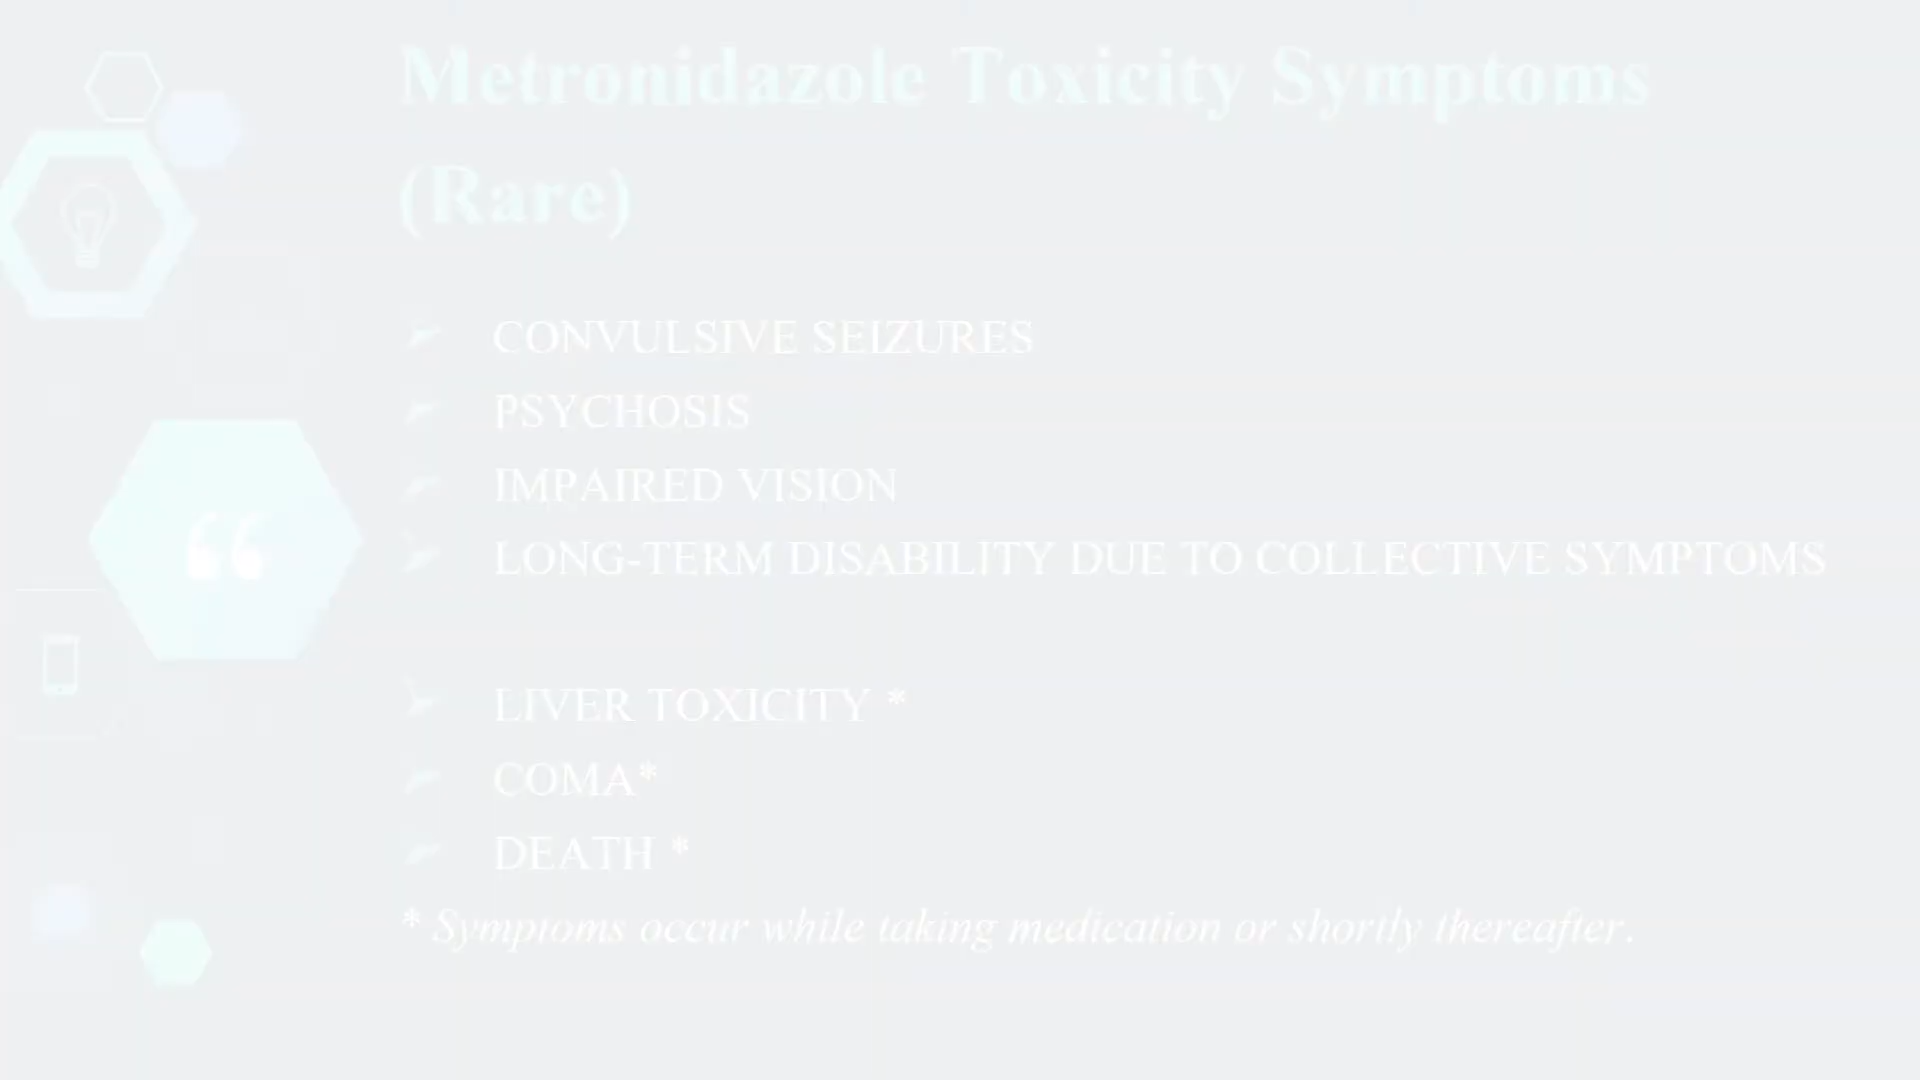 Metronidazole Toxicity Symptoms
(Rare)
CONVULSIVE SEIZURES
PSYCHOSIS
IMPAIRED VISION
LONG-TERM DISABILITY DUE TO COLLECTIVE SYMPTOMS
LIVER TOXICITY *
COMA*
DEATH *
* Symptoms occur while taking medication or shortly thereafter.